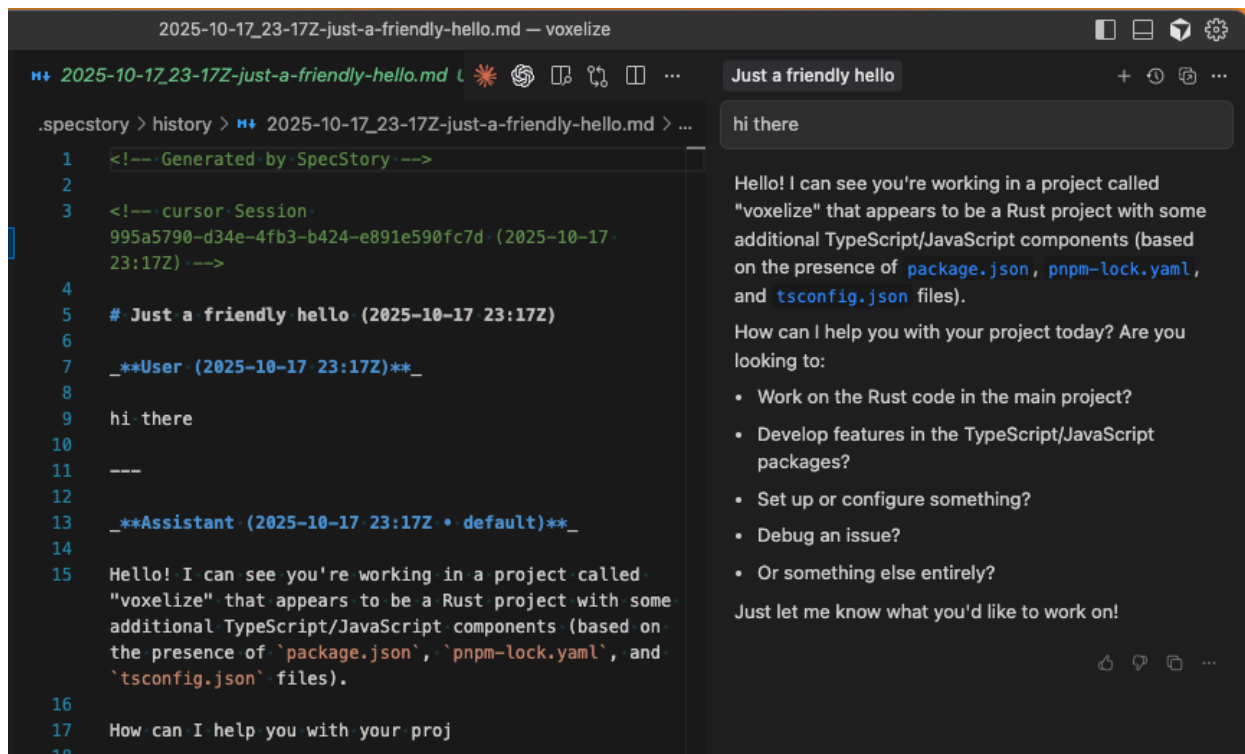 2025-10-17_23-17Z-just-a-friendly-hello.md — voxelize
2025-10-17_23-17Z-just-a-friendly-hello.md
.specstory > history > 2025-10-17_23-17Z-just-a-friendly-hello.md > ...
1 <!-- Generated by SpecStory -->
2
3 <!-- cursor Session
995a5790-d34e-4fb3-b424-e891e590fc7d (2025-10-17
23:17Z) -->
4
5 # Just a friendly hello (2025-10-17 23:17Z)
6
7 _**User (2025-10-17 23:17Z)**_
8
9 hi there
10
11 ---
12
13 _**Assistant (2025-10-17 23:17Z • default)**_
14
15 Hello! I can see you're working in a project called
"voxelize" that appears to be a Rust project with some
additional TypeScript/JavaScript components (based on
the presence of `package.json`, `pnpm-lock.yaml`, and
`tsconfig.json` files).
16
17 How can I help you with your proj
Just a friendly hello
hi there
Hello! I can see you're working in a project called
"voxelize" that appears to be a Rust project with some
additional TypeScript/JavaScript components (based
on the presence of package.json, pnpm-lock.yaml,
and tsconfig.json files).
How can I help you with your project today? Are you
looking to:
• Work on the Rust code in the main project?
• Develop features in the TypeScript/JavaScript
packages?
• Set up or configure something?
• Debug an issue?
• Or something else entirely?
Just let me know what you'd like to work on!